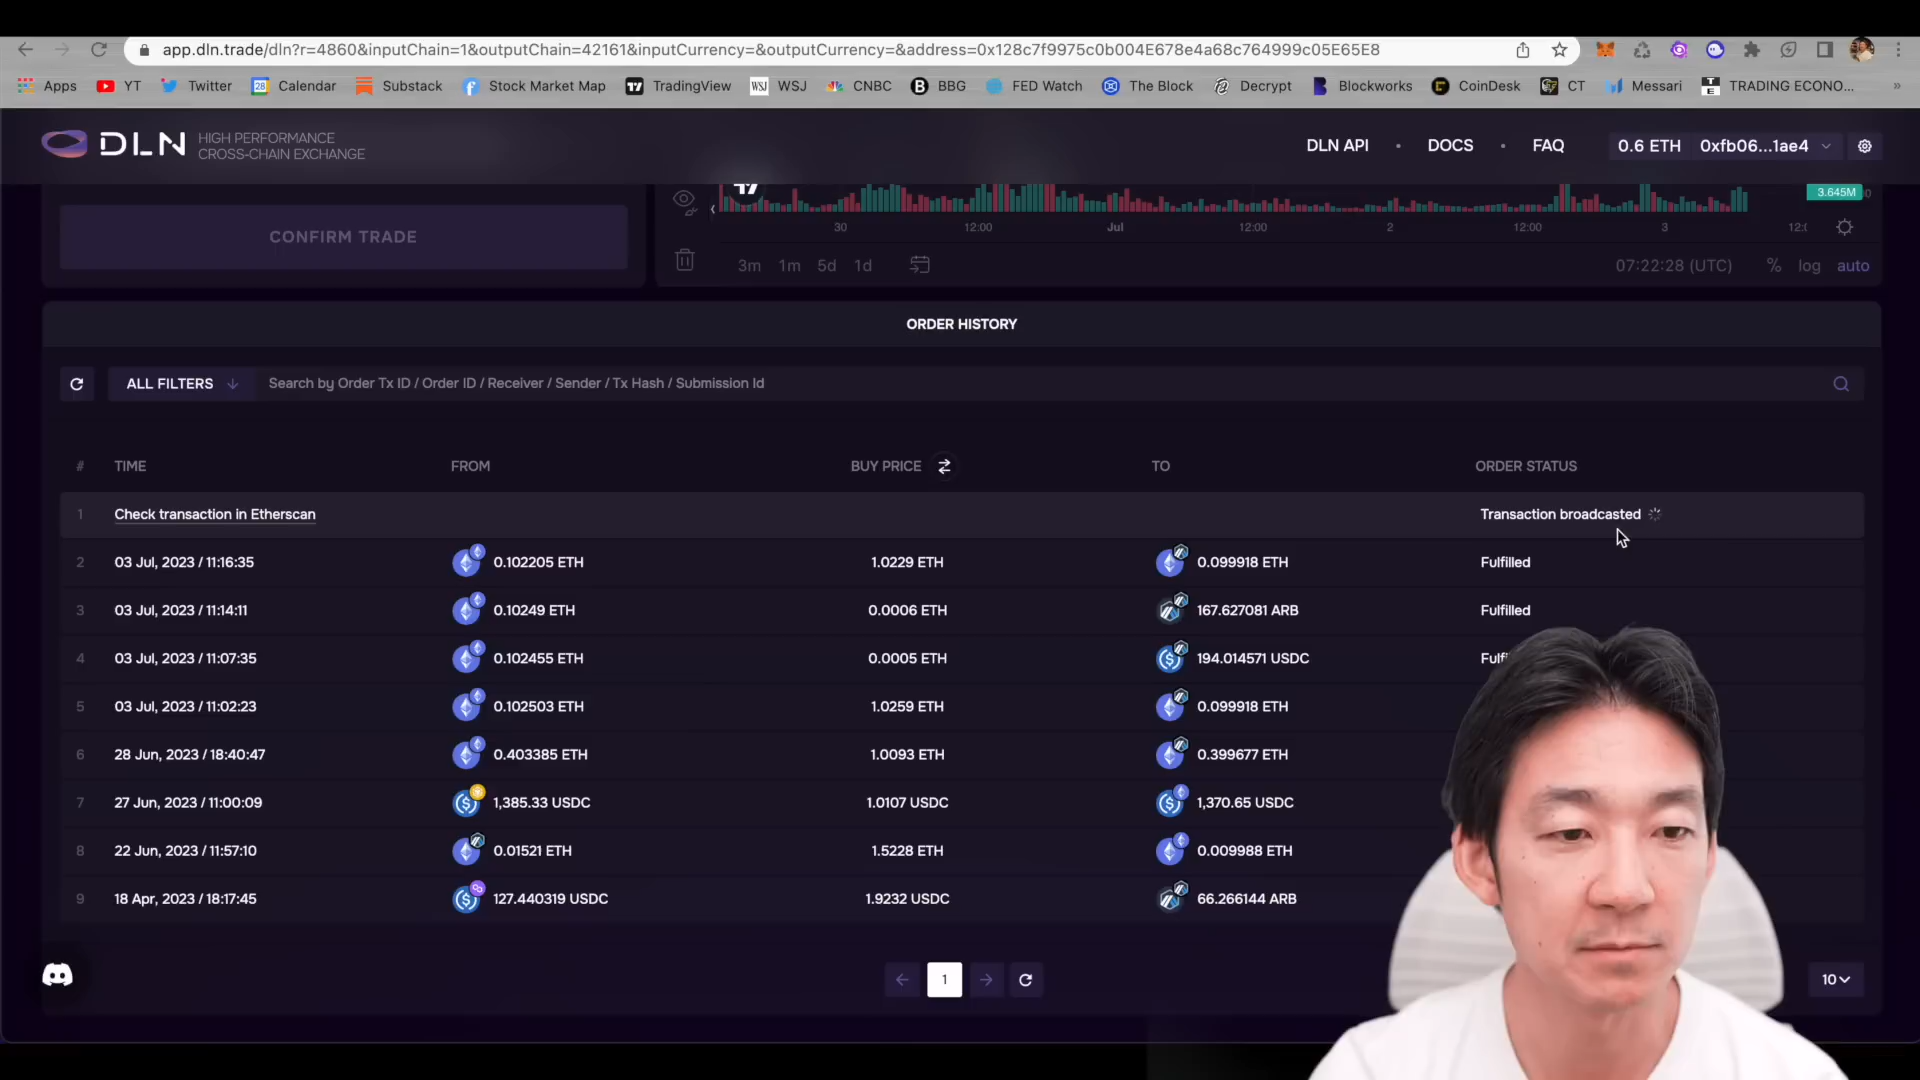 app.dln.trade/dln?r=4860&inputChain=1&outputChain=42161&inputCurrency=&outputCurrency=&address=0x128c7f9975c0b004E678e4a68c764999c05E65E8
Apps YT Twitter 28 Calendar Substack Stock Market Map TradingView WSJ WSJ CNBC B BBG FED Watch The Block Decrypt Blockworks CoinDesk CT Messari TRADING ECONO... »
DLN HIGH PERFORMANCE
CROSS-CHAIN EXCHANGE
DLN API • DOCS • FAQ 0.6 ETH 0xfb06...1ae4
3.645M
30 12:00 Jul 12:00 2 12:00 3 12:0
CONFIRM TRADE
3m 1m 5d 1d 07:22:28 (UTC) % log auto
ORDER HISTORY
ALL FILTERS Search by Order Tx ID / Order ID / Receiver / Sender / Tx Hash / Submission Id
# TIME FROM BUY PRICE TO ORDER STATUS
1 Check transaction in Etherscan Transaction broadcasted
2 03 Jul, 2023 / 11:16:35 0.102205 ETH 1.0229 ETH 0.099918 ETH Fulfilled
3 03 Jul, 2023 / 11:14:11 0.10249 ETH 0.0006 ETH 167.627081 ARB Fulfilled
4 03 Jul, 2023 / 11:07:35 0.102455 ETH 0.0005 ETH 194.014571 USDC Fulf
5 03 Jul, 2023 / 11:02:23 0.102503 ETH 1.0259 ETH 0.099918 ETH
6 28 Jun, 2023 / 18:40:47 0.403385 ETH 1.0093 ETH 0.399677 ETH
7 27 Jun, 2023 / 11:00:09 1,385.33 USDC 1.0107 USDC 1,370.65 USDC
8 22 Jun, 2023 / 11:57:10 0.01521 ETH 1.5228 ETH 0.009988 ETH
9 18 Apr, 2023 / 18:17:45 127.440319 USDC 1.9232 USDC 66.266144 ARB
1 10